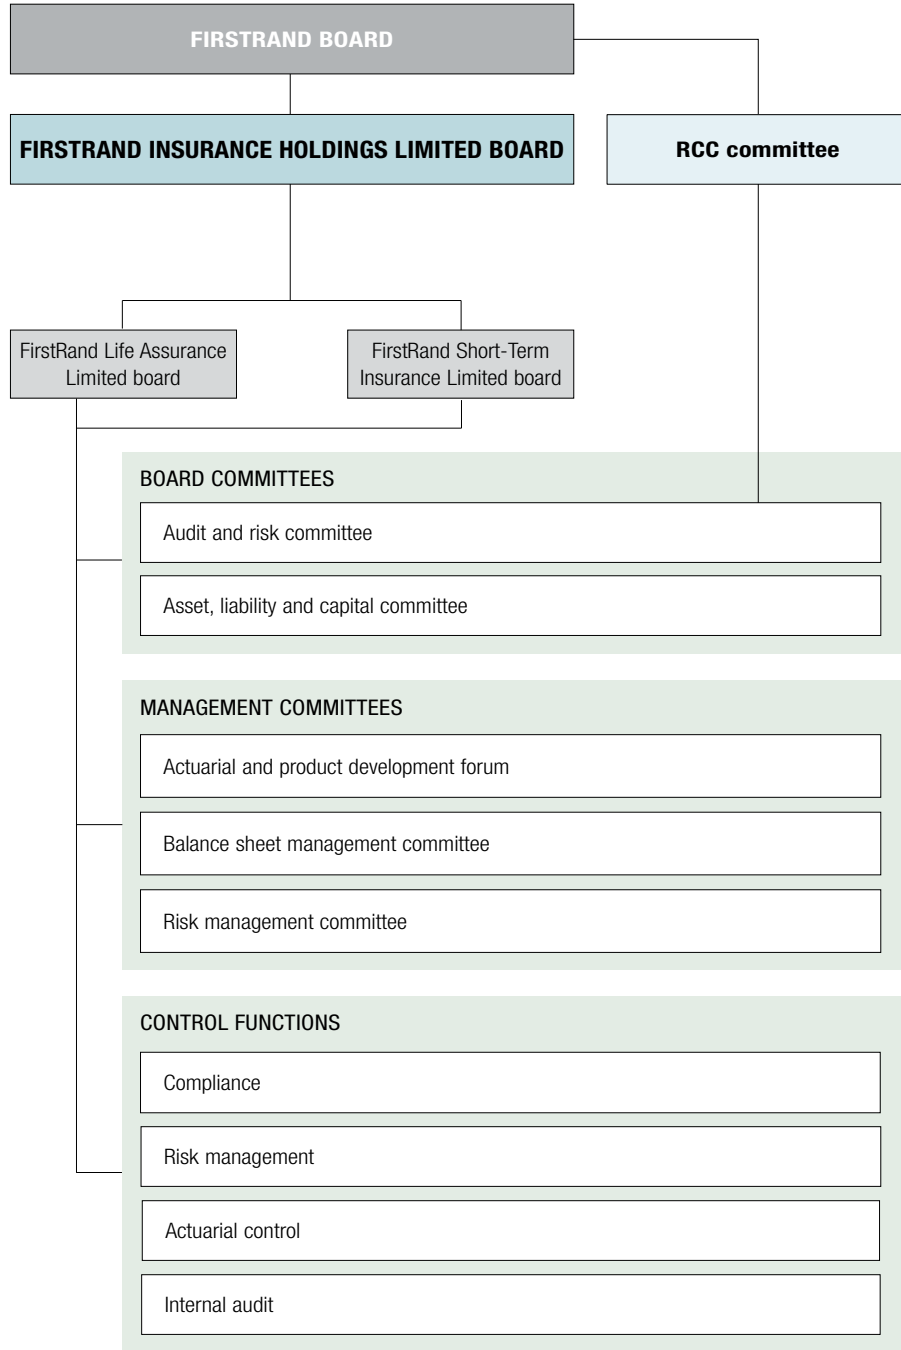 FIRSTRAND BOARD
FIRSTRAND INSURANCE HOLDINGS LIMITED BOARD
RCC committee
FirstRand Life Assurance
Limited board
FirstRand Short-Term
Insurance Limited board
BOARD COMMITTEES
Audit and risk committee
Asset, liability and capital committee
MANAGEMENT COMMITTEES
Actuarial and product development forum
Balance sheet management committee
Risk management committee
CONTROL FUNCTIONS
Compliance
Risk management
Actuarial control
Internal audit